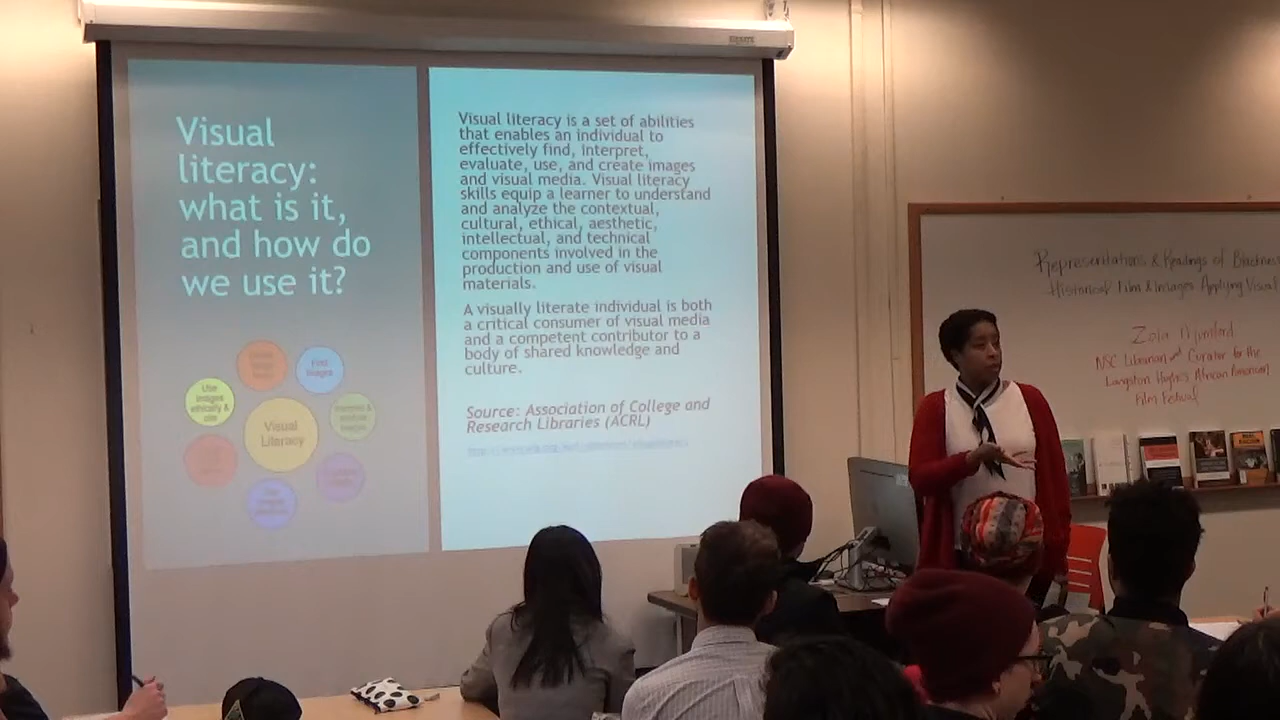 Visual
literacy:
what is it,
and how do
we use it?
Find
Images
Use
images
ethically &
cite
Visual
Literacy
Visual literacy is a set of abilities
that enables an individual to
effectively find, interpret,
evaluate, use, and create images
and visual media. Visual literacy
skills equip a learner to understand
and analyze the contextual,
cultural, ethical, aesthetic,
intellectual, and technical
components involved in the
production and use of visual
materials.
A visually literate individual is both
a critical consumer of visual media
and a competent contributor to a
body of shared knowledge and
culture.
Source: Association of College and
Research Libraries (ACRL)
Representations & Readings of Blackness
Historical Film & Images Applying Visual
Zola Mumford
NSC Librarian and Curator for the
Langston Hughes African American
Film Festival